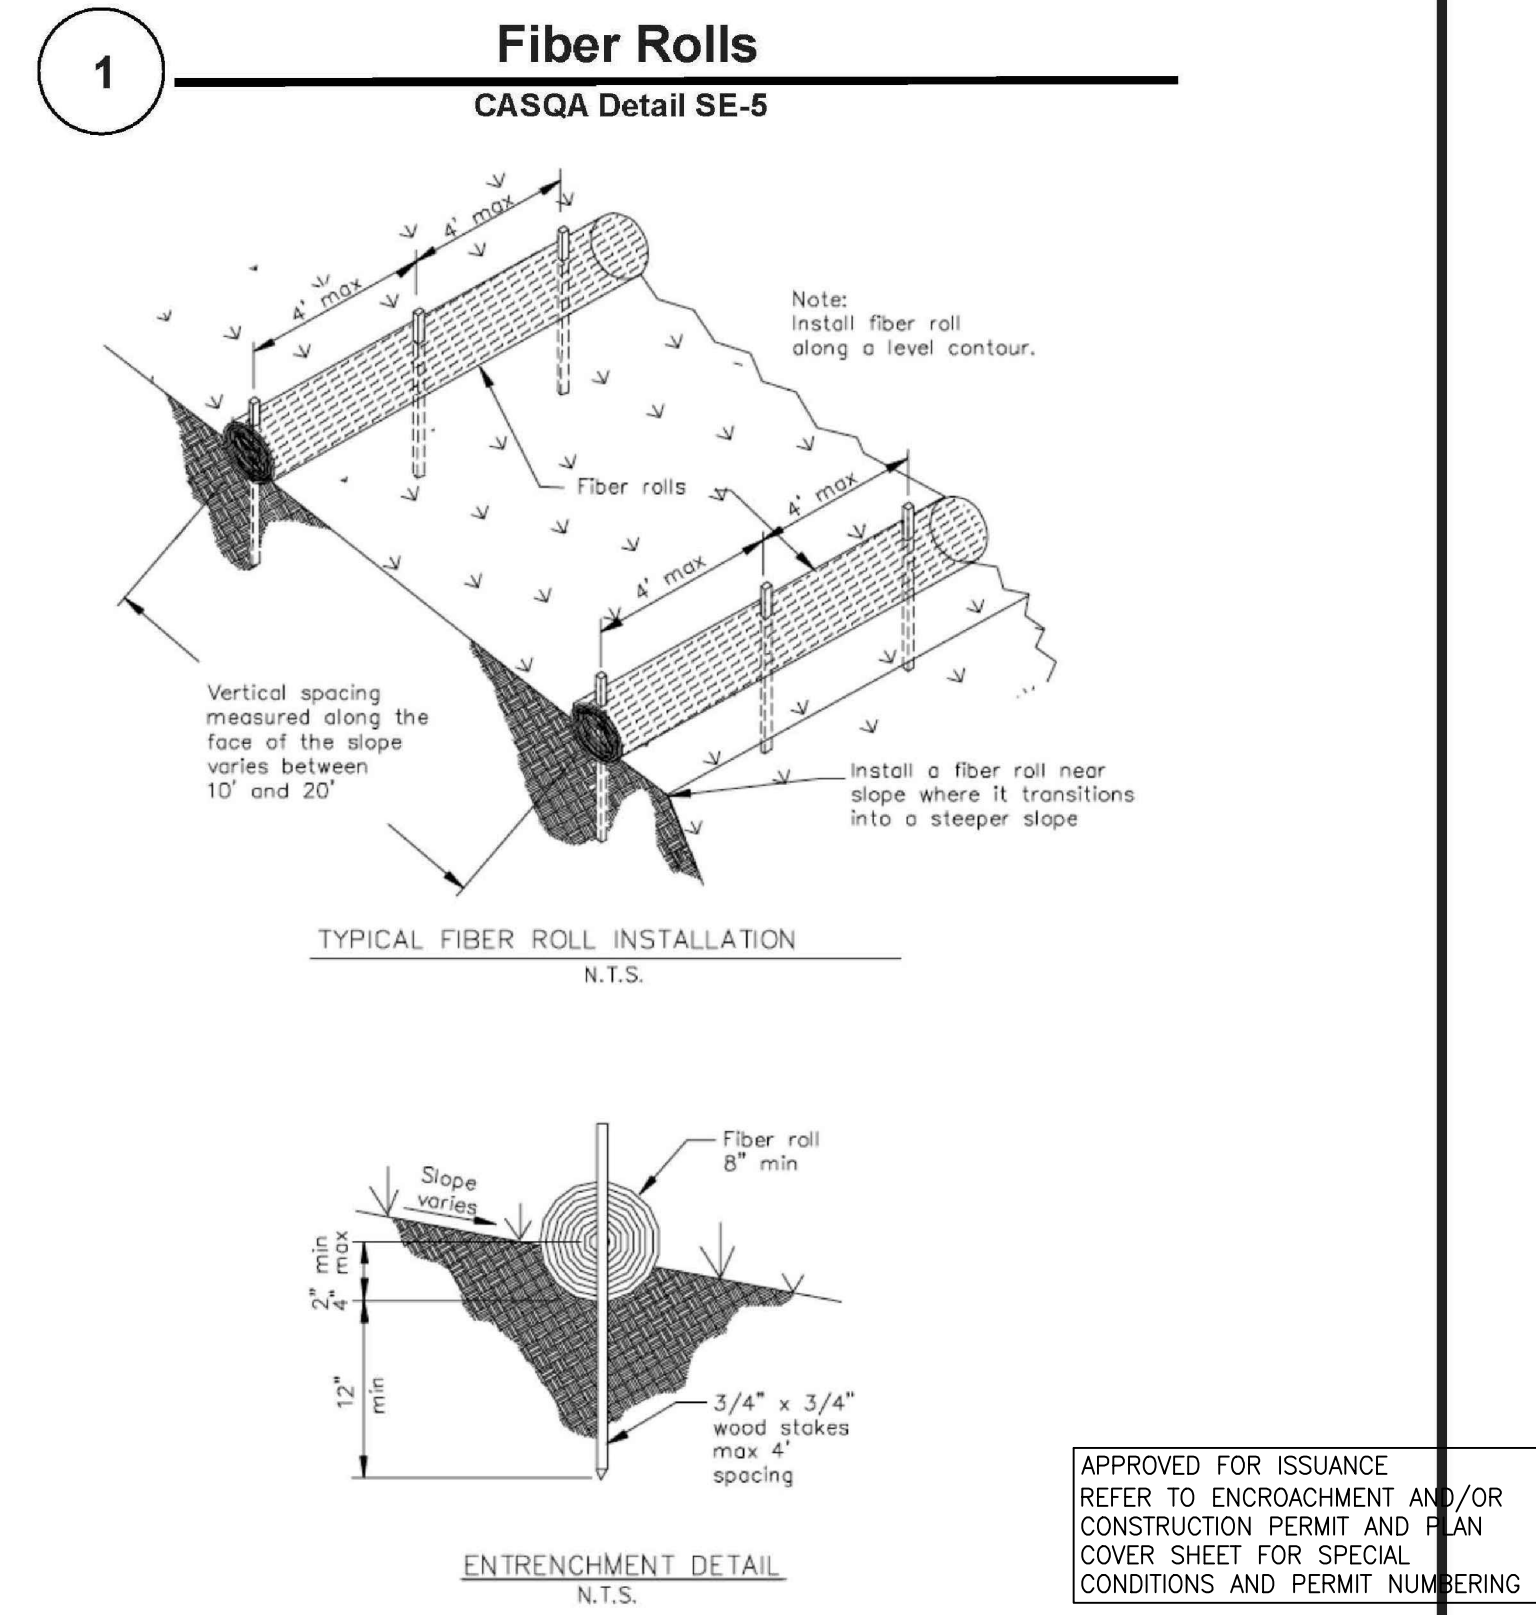 1
Fiber Rolls
CASQA Detail SE-5
4' max
4' max
Note:
Install fiber roll
along a level contour.
Fiber rolls
4' max
4' max
Vertical spacing
measured along the
face of the slope
varies between
10' and 20'
Install a fiber roll near
slope where it transitions
into a steeper slope
TYPICAL FIBER ROLL INSTALLATION
N.T.S.
Fiber roll
8" min
Slope
varies
2" min
4" max
12"
min
3/4" x 3/4"
wood stakes
max 4'
spacing
ENTRENCHMENT DETAIL
N.T.S.
APPROVED FOR ISSUANCE
REFER TO ENCROACHMENT AND/OR
CONSTRUCTION PERMIT AND PLAN
COVER SHEET FOR SPECIAL
CONDITIONS AND PERMIT NUMBERING